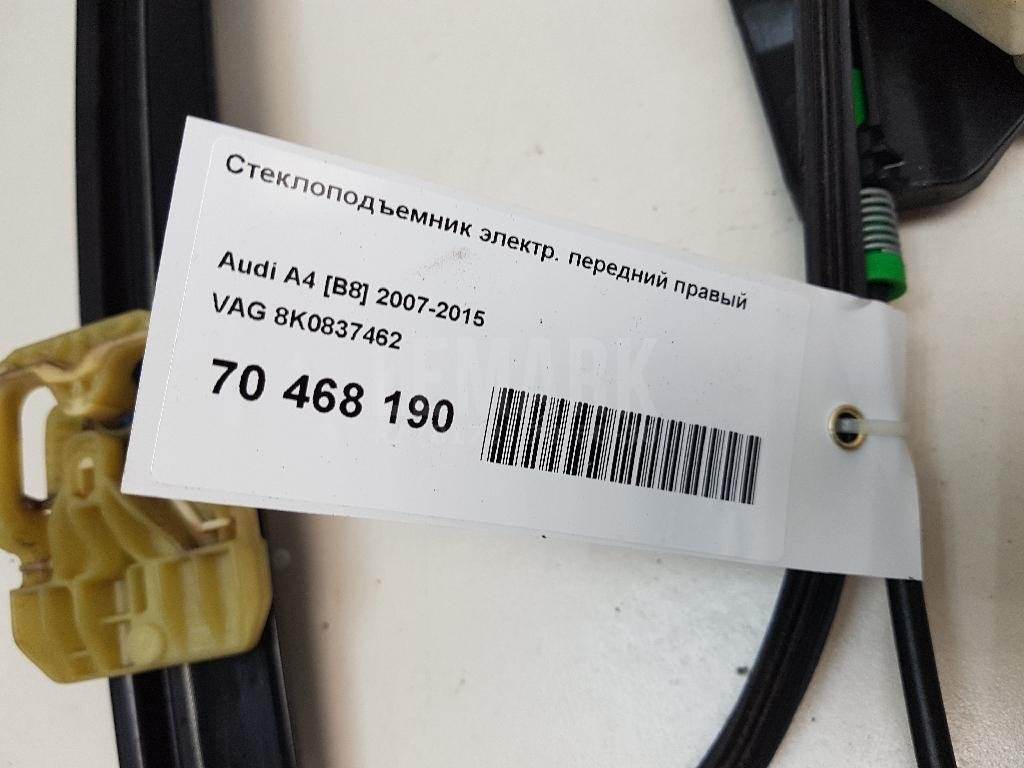 Стеклоподъемник электр. передний правый
Audi A4 [B8] 2007-2015
VAG 8K0837462
70 468 190